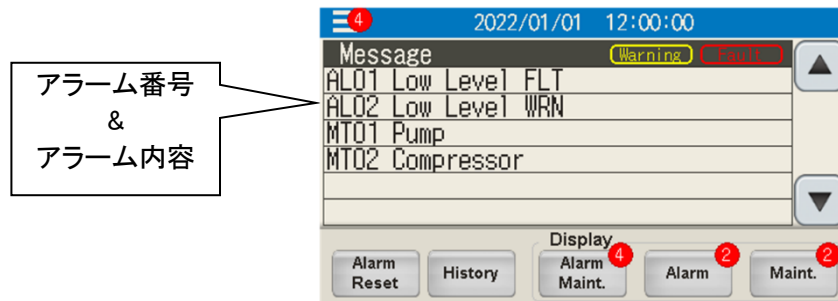 アラーム番号
&
アラーム内容
4 2022/01/01 12:00:00
Message Warning Fault
AL01 Low Level FLT
AL02 Low Level WRN
MT01 Pump
MT02 Compressor
Display
Alarm
Reset
History
Alarm
Maint.
4
Alarm
2
Maint.
2